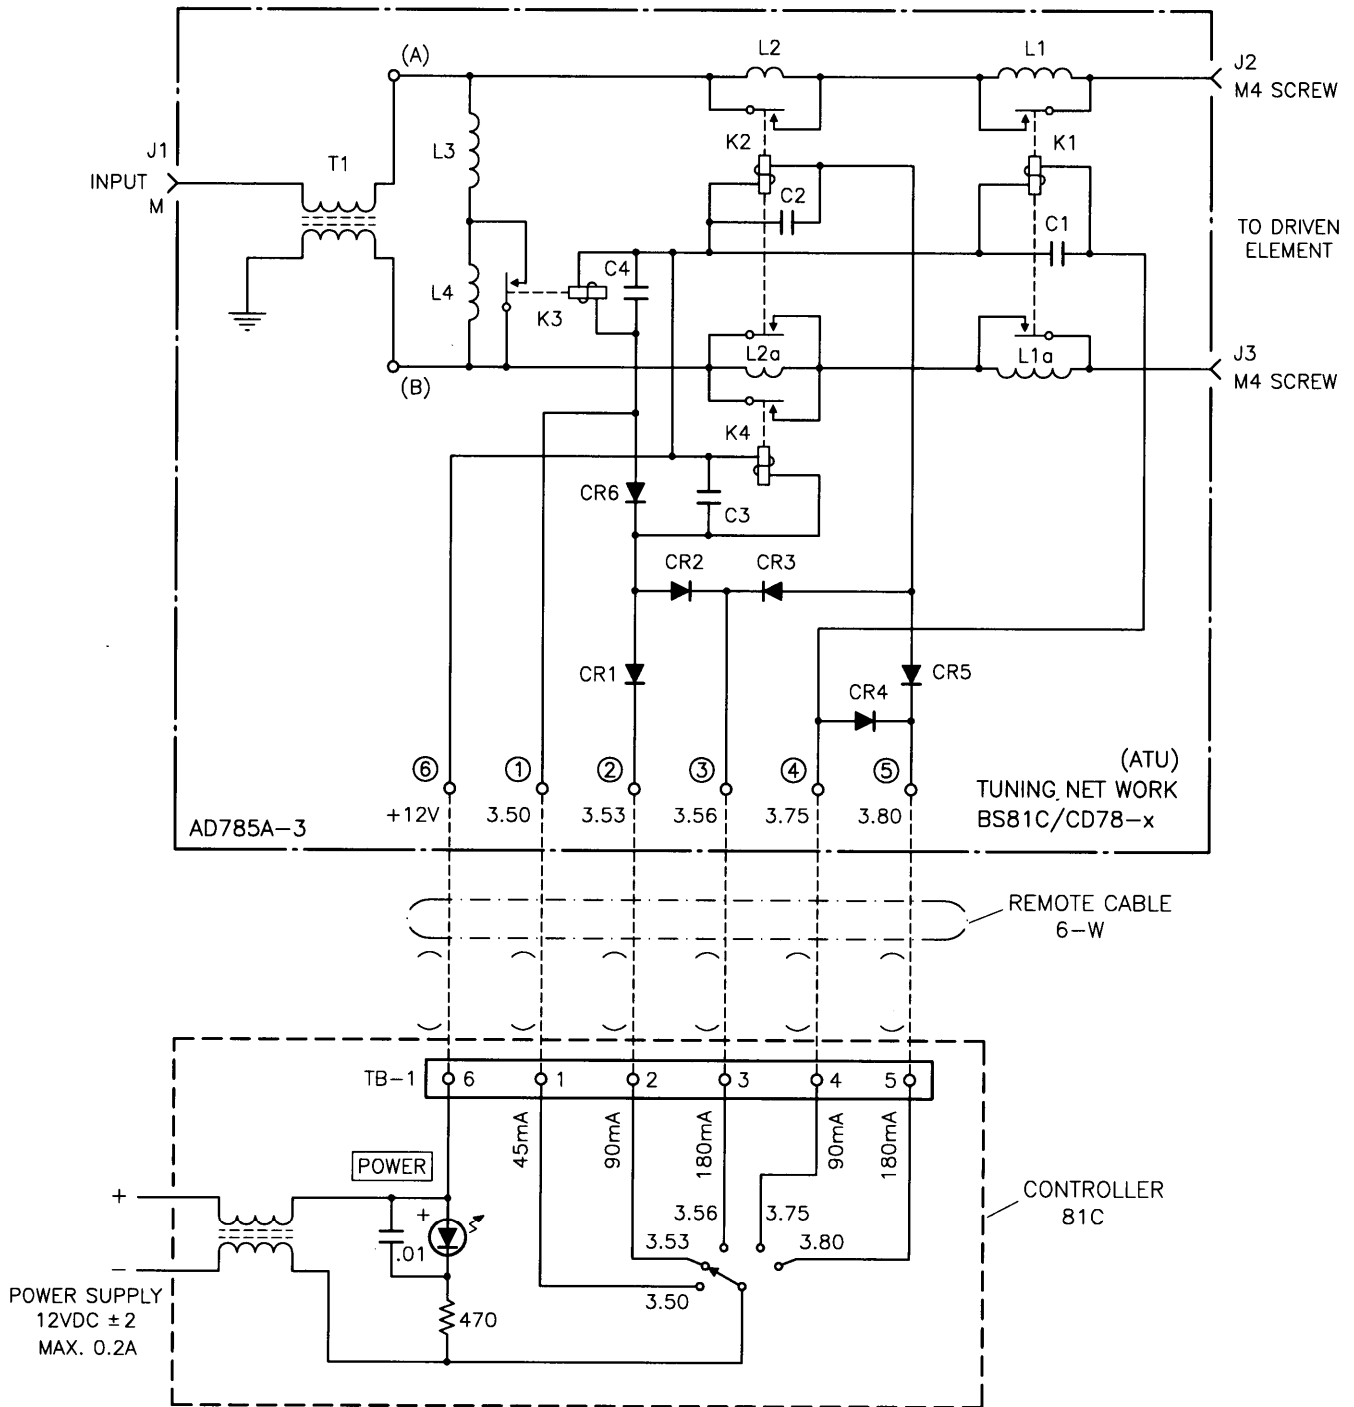 (A)
L2
L1
J2
M4 SCREW
J1
INPUT
M
T1
L3
K2
K1
C2
C1
TO DRIVEN
ELEMENT
L4
K3
C4
(B)
L2a
L1a
J3
M4 SCREW
K4
CR6
C3
CR2
CR3
CR1
CR5
CR4
(ATU)
TUNING NET WORK
BS81C/CD78-x
6
1
2
3
4
5
+12V
3.50
3.53
3.56
3.75
3.80
AD785A-3
REMOTE CABLE
6-W
TB-1
6
1
2
3
4
5
45mA
90mA
180mA
90mA
180mA
POWER
CONTROLLER
81C
+
+
.01
3.56
3.75
3.53
3.80
3.50
470
−
POWER SUPPLY
12VDC ±2
MAX. 0.2A